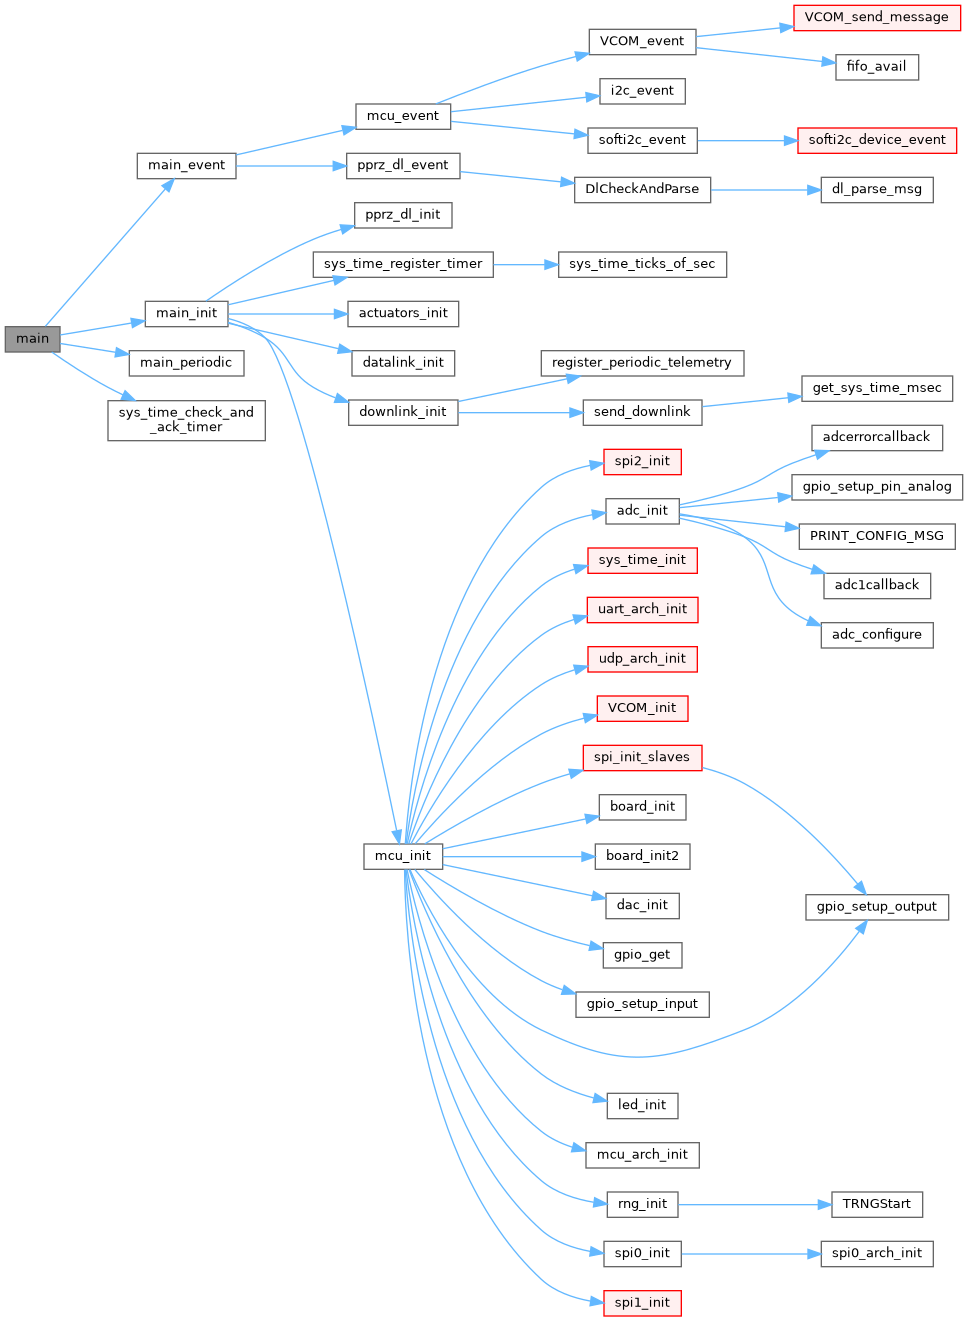 VCOM_send_message
VCOM_event
fifo_avail
i2c_event
mcu_event
softi2c_event
softi2c_device_event
main_event
pprz_dl_event
DlCheckAndParse
dl_parse_msg
pprz_dl_init
sys_time_register_timer
sys_time_ticks_of_sec
main_init
actuators_init
main
main_periodic
datalink_init
register_periodic_telemetry
get_sys_time_msec
sys_time_check_and
_ack_timer
downlink_init
send_downlink
adcerrorcallback
spi2_init
gpio_setup_pin_analog
adc_init
PRINT_CONFIG_MSG
sys_time_init
adc1callback
uart_arch_init
adc_configure
udp_arch_init
VCOM_init
spi_init_slaves
board_init
mcu_init
board_init2
dac_init
gpio_setup_output
gpio_get
gpio_setup_input
led_init
mcu_arch_init
rng_init
TRNGStart
spi0_init
spi0_arch_init
spi1_init